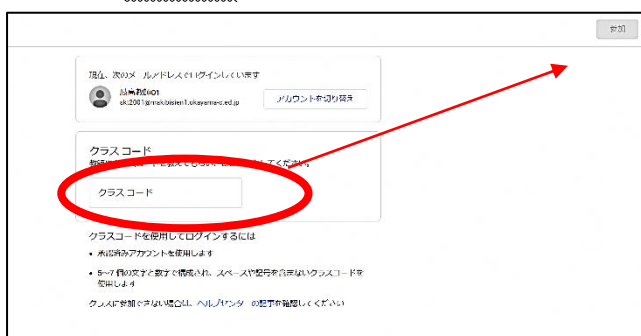 参加
現在、次のメールアドレスでログインしています
アカウントを切り替え
クラスコード
クラスコード
クラスコードを使用してログインするには
• 承認済みアカウントを使用します
• 6～7 個の文字と数字で構成され、スペースや記号を含まないクラスコードを
使用します
クラスに参加できない場合は、ヘルプセンターの記事を確認してください